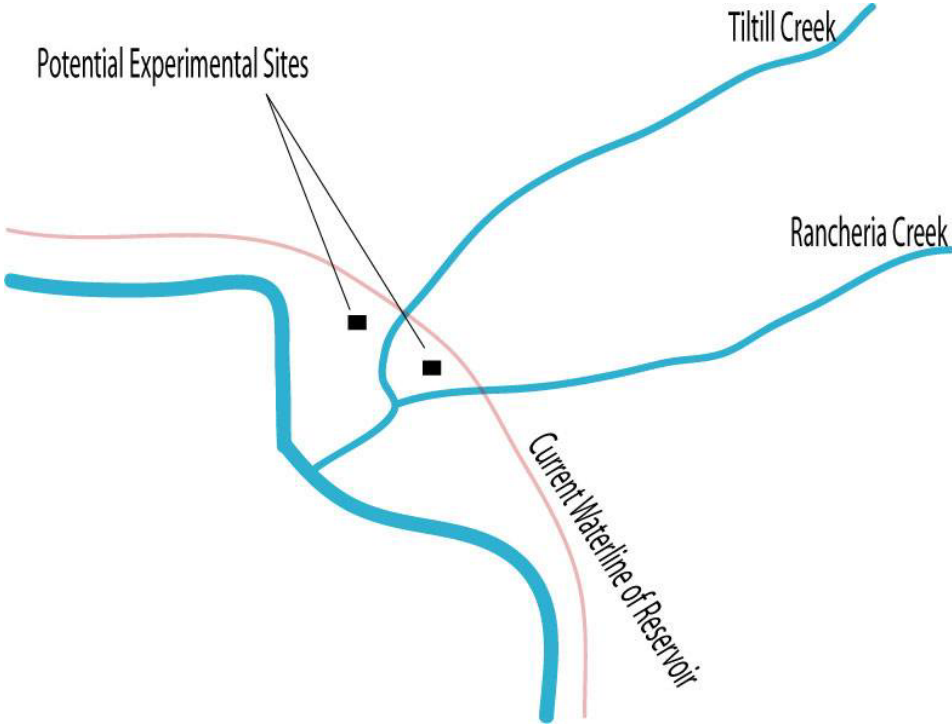 Tiltill Creek
Potential Experimental Sites
Rancheria Creek
Current Waterline of Reservoir